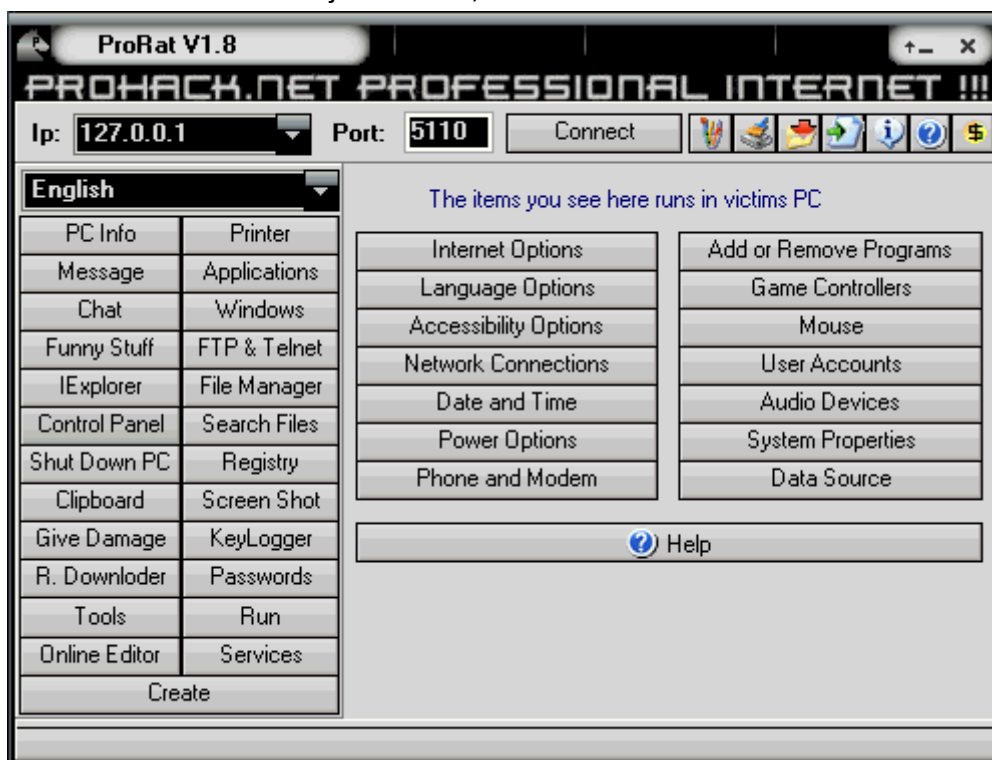 ProRat V1.8
PROHACK.NET PROFESSIONAL INTERNET !!!
Ip: 127.0.0.1 Port: 5110 Connect
English
The items you see here runs in victims PC
PC Info Printer
Message Applications
Chat Windows
Funny Stuff FTP & Telnet
IExplorer File Manager
Control Panel Search Files
Shut Down PC Registry
Clipboard Screen Shot
Give Damage KeyLogger
R. Downloder Passwords
Tools Run
Online Editor Services
Create
Internet Options Add or Remove Programs
Language Options Game Controllers
Accessibility Options Mouse
Network Connections User Accounts
Date and Time Audio Devices
Power Options System Properties
Phone and Modem Data Source
Help